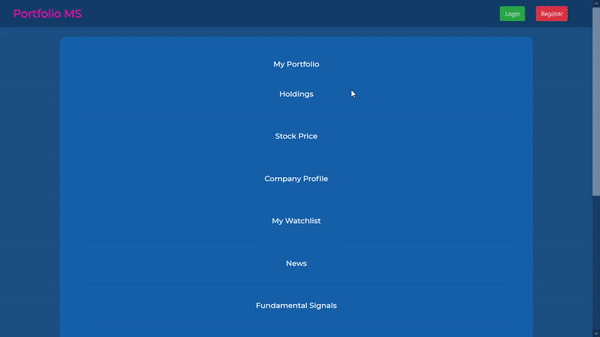 Portfolio MS
Login
Register
My Portfolio
Holdings
Stock Price
Company Profile
My Watchlist
News
Fundamental Signals